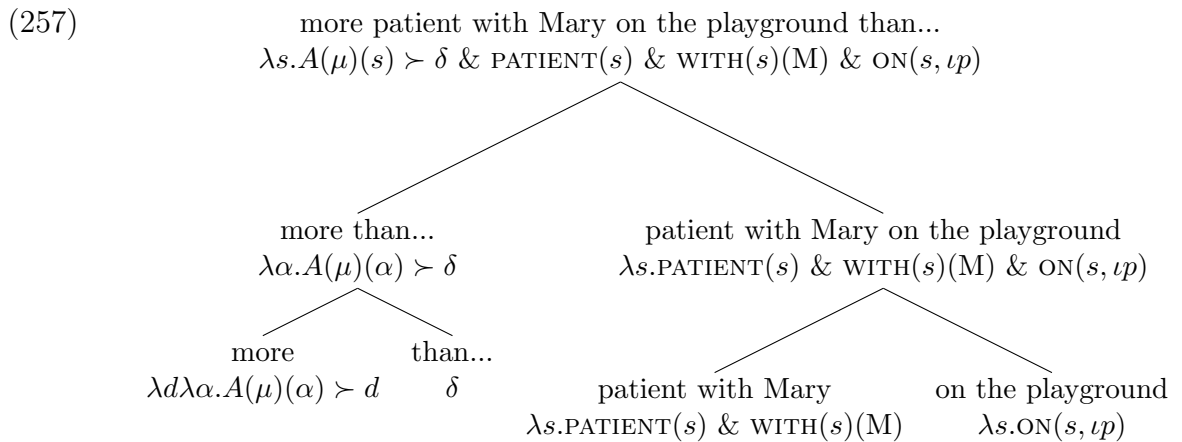 (257)
more patient with Mary on the playground than...
λs.A(μ)(s) ≻ δ & PATIENT(s) & WITH(s)(M) & ON(s, ιp)
more than...
λα.A(μ)(α) ≻ δ
patient with Mary on the playground
λs.PATIENT(s) & WITH(s)(M) & ON(s, ιp)
more
λdλα.A(μ)(α) ≻ d
than...
δ
patient with Mary
λs.PATIENT(s) & WITH(s)(M)
on the playground
λs.ON(s, ιp)